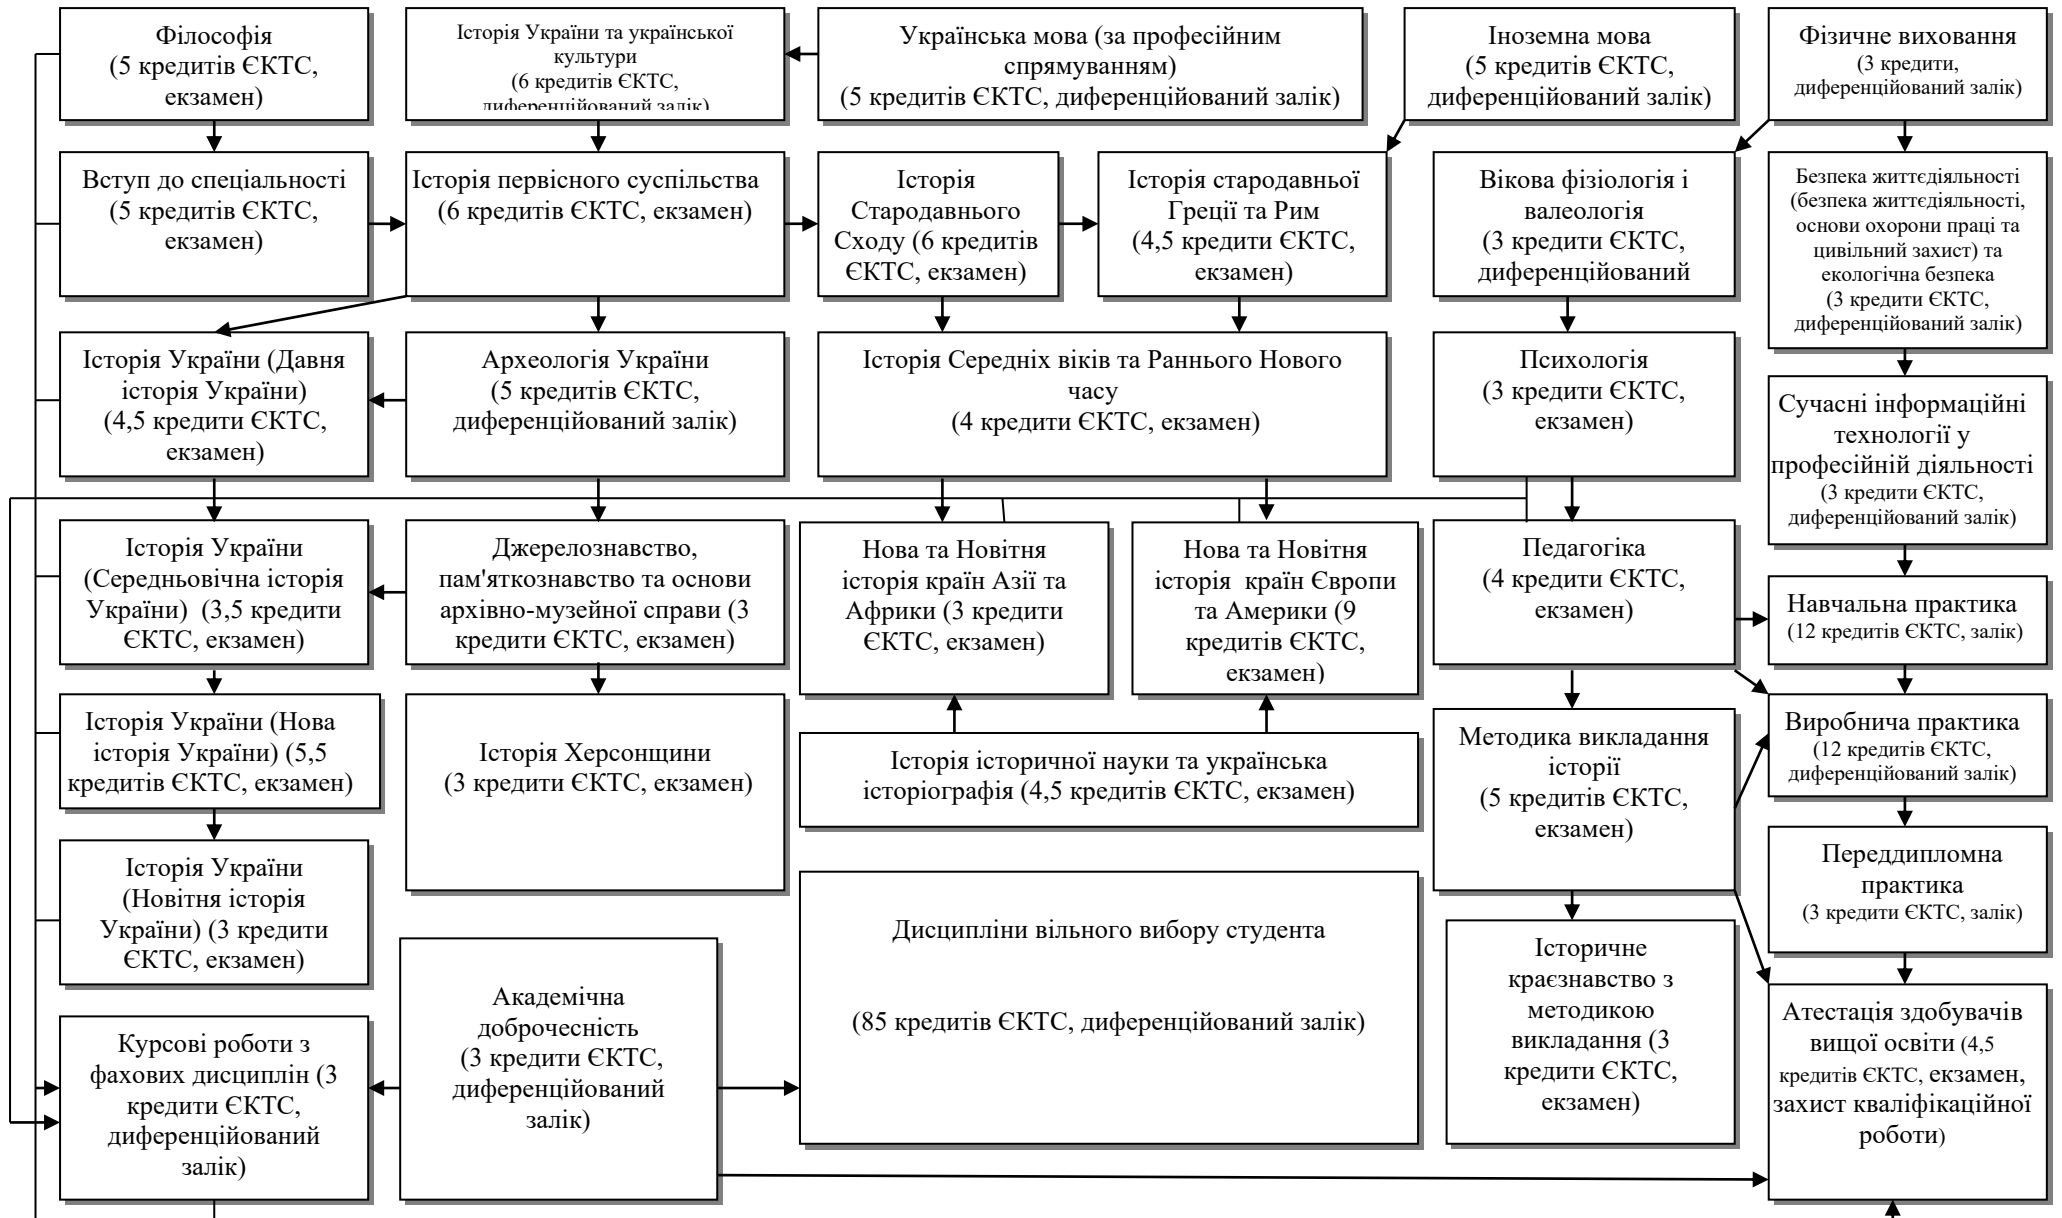 Філософія
(5 кредитів ЄКТС,
екзамен)
Історія України та української
культури
(6 кредитів ЄКТС,
диференційований залік)
Українська мова (за професійним
спрямуванням)
(5 кредитів ЄКТС, диференційований залік)
Іноземна мова
(5 кредитів ЄКТС,
диференційований залік)
Фізичне виховання
(3 кредити,
диференційований залік)
Вступ до спеціальності
(5 кредитів ЄКТС,
екзамен)
Історія первісного суспільства
(6 кредитів ЄКТС, екзамен)
Історія
Стародавнього
Сходу (6 кредитів
ЄКТС, екзамен)
Історія стародавньої
Греції та Рим
(4,5 кредити ЄКТС,
екзамен)
Вікова фізіологія і
валеологія
(3 кредити ЄКТС,
диференційований
Безпека життєдіяльності
(безпека життєдіяльності,
основи охорони праці та
цивільний захист) та
екологічна безпека
(3 кредити ЄКТС,
диференційований залік)
Історія України (Давня
історія України)
(4,5 кредити ЄКТС,
екзамен)
Археологія України
(5 кредитів ЄКТС,
диференційований залік)
Історія Середніх віків та Раннього Нового
часу
(4 кредити ЄКТС, екзамен)
Психологія
(3 кредити ЄКТС,
екзамен)
Сучасні інформаційні
технології у
професійній діяльності
(3 кредити ЄКТС,
диференційований залік)
Історія України
(Середньовічна історія
України) (3,5 кредити
ЄКТС, екзамен)
Джерелознавство,
пам'яткознавство та основи
архівно-музейної справи (3
кредити ЄКТС, екзамен)
Нова та Новітня
історія країн Азії та
Африки (3 кредити
ЄКТС, екзамен)
Нова та Новітня
історія країн Європи
та Америки (9
кредитів ЄКТС,
екзамен)
Педагогіка
(4 кредити ЄКТС,
екзамен)
Навчальна практика
(12 кредитів ЄКТС, залік)
Історія України (Нова
історія України) (5,5
кредитів ЄКТС, екзамен)
Історія Херсонщини
(3 кредити ЄКТС, екзамен)
Історія історичної науки та українська
історіографія (4,5 кредитів ЄКТС, екзамен)
Методика викладання
історії
(5 кредитів ЄКТС,
екзамен)
Виробнича практика
(12 кредитів ЄКТС,
диференційований залік)
Історія України
(Новітня історія
України) (3 кредити
ЄКТС, екзамен)
Дисципліни вільного вибору студента
(85 кредитів ЄКТС, диференційований залік)
Переддипломна
практика
(3 кредити ЄКТС, залік)
Історичне
краєзнавство з
методикою
викладання (3
кредити ЄКТС,
екзамен)
Курсові роботи з
фахових дисциплін (3
кредити ЄКТС,
диференційований
залік)
Академічна
доброчесність
(3 кредити ЄКТС,
диференційований
залік)
Атестація здобувачів
вищої освіти (4,5
кредитів ЄКТС, екзамен,
захист кваліфікаційної
роботи)